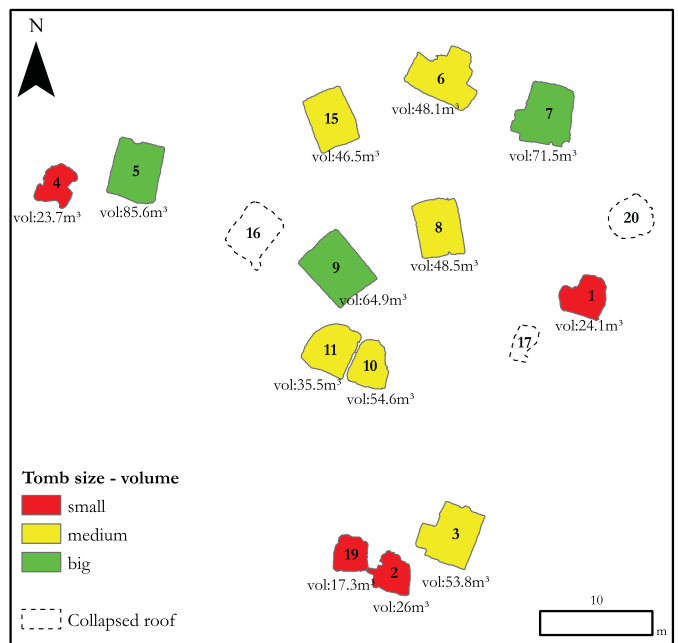 N
6
vol:48.1m³
15
vol:46.5m³
7
vol:71.5m³
4
vol:23.7m³
5
vol:85.6m³
16
8
vol:48.5m³
20
9
vol:64.9m³
1
vol:24.1m³
17
11
vol:35.5m³
10
vol:54.6m³
Tomb size - volume
small
medium
big
Collapsed roof
3
vol:53.8m³
19
vol:17.3m³
2
vol:26m³
10
m